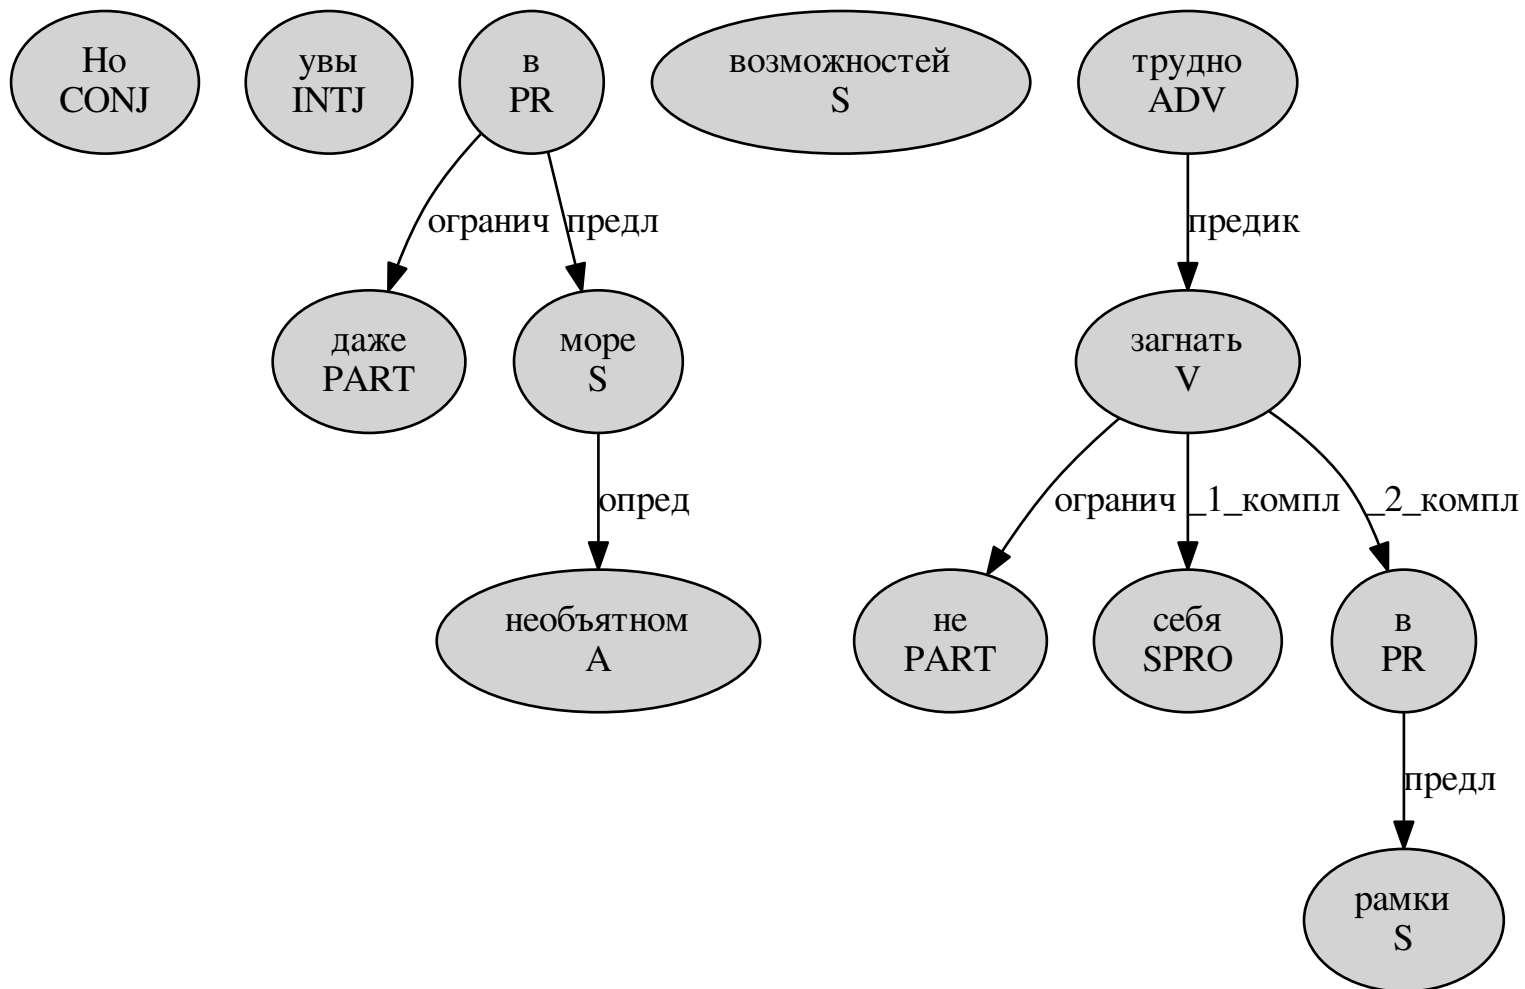 Но
CONJ
увы
INTJ
в
PR
возможностей
S
трудно
ADV
огранич
предл
предик
даже
PART
море
S
загнать
V
опред
огранич
_1_компл
_2_компл
необъятном
A
не
PART
себя
SPRO
в
PR
предл
рамки
S